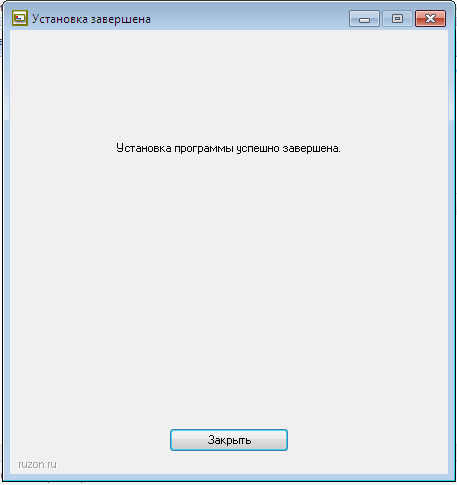 Установка завершена
Установка программы успешно завершена.
Закрыть
ruzon.ru